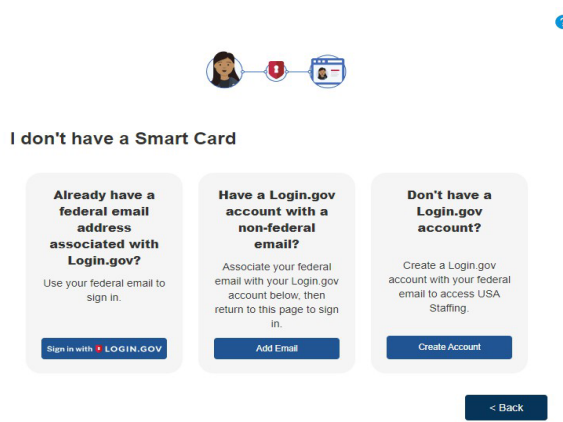 ?
I don't have a Smart Card
Already have a
federal email
address
associated with
Login.gov?
Use your federal email to
sign in.
Sign in with LOGIN.GOV
Have a Login.gov
account with a
non-federal
email?
Associate your federal
email with your Login.gov
account below, then
return to this page to sign
in.
Add Email
Don't have a
Login.gov
account?
Create a Login.gov
account with your federal
email to access USA
Staffing.
Create Account
< Back